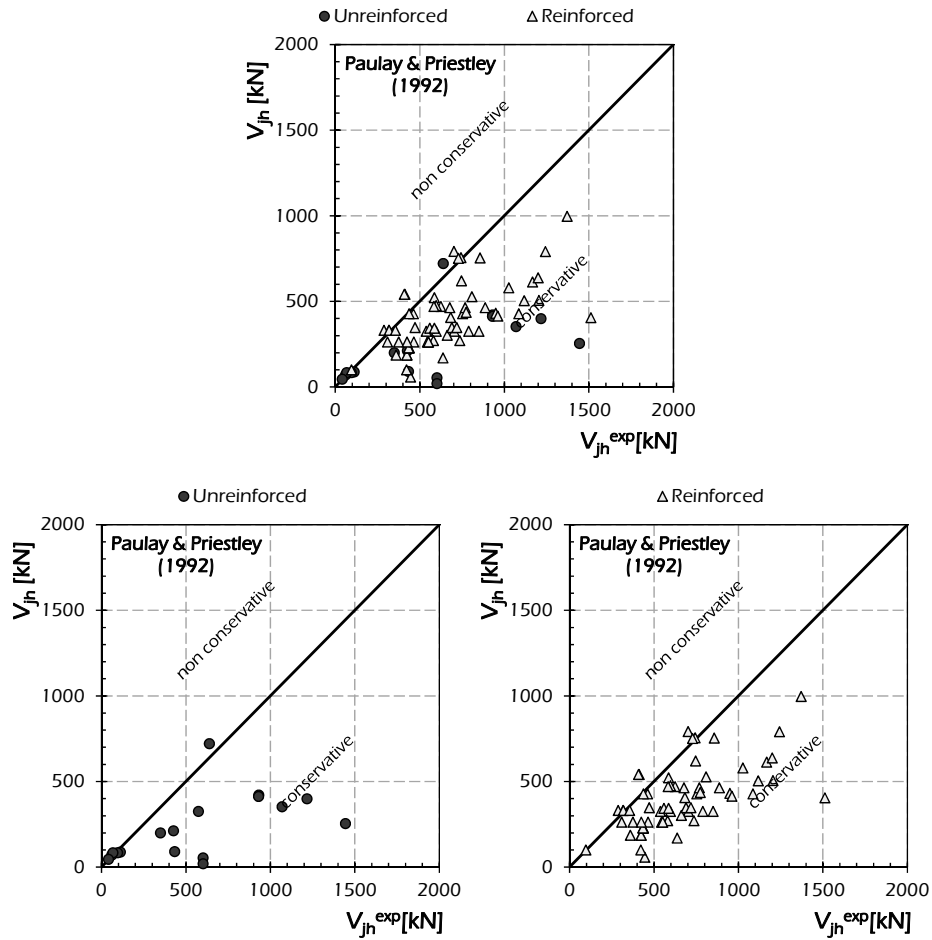 Unreinforced Reinforced
2000
Paulay & Priestley
(1992)
V_jh [kN]
1500
non conservative
1000
500
conservative
0
0 500 1000 1500 2000
V_jh^exp[kN]
Unreinforced
2000
Paulay & Priestley
(1992)
V_jh [kN]
1500
non conservative
1000
500
conservative
0
0 500 1000 1500 2000
V_jh^exp[kN]
Reinforced
2000
Paulay & Priestley
(1992)
V_jh [kN]
1500
non conservative
1000
500
conservative
0
0 500 1000 1500 2000
V_jh^exp[kN]